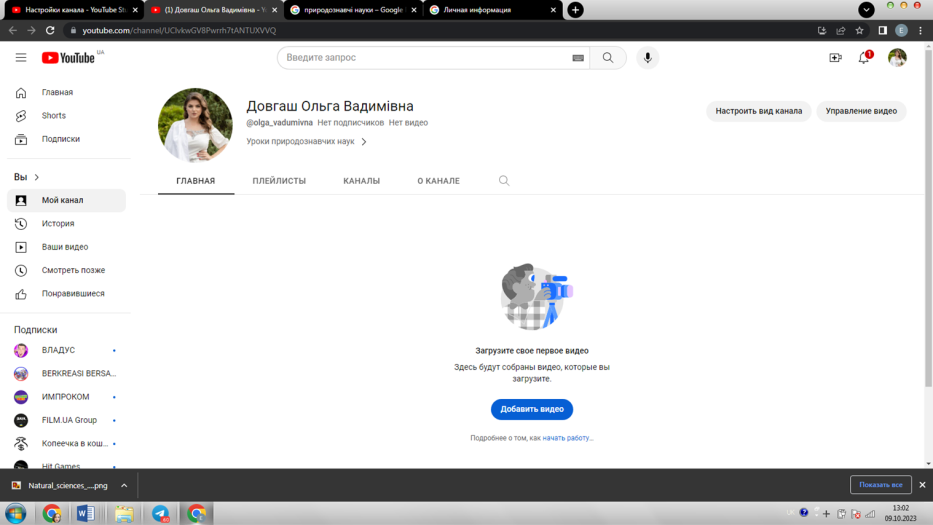 Настройки канала - YouTube St
(1) Довгаш Ольга Вадимівна - Y
природознавчі науки – Google
Личная информация
youtube.com/channel/UClvkwGV8Pwrrh7tANTUXVVQ
YouTube UA
Введите запрос
1
Главная
Shorts
Подписки
Вы
Мой канал
История
Ваши видео
Смотреть позже
Понравившиеся
Подписки
ВЛАДУС
BERKREASI BERSA...
ИМПРОКОМ
FILM.UA Group
Копеечка в кош...
Hit Games
Довгаш Ольга Вадимівна
@olga_vadumivna Нет подписчиков Нет видео
Уроки природознавчих наук
Настроить вид канала
Управление видео
ГЛАВНАЯ ПЛЕЙЛИСТЫ КАНАЛЫ О КАНАЛЕ
Загрузите свое первое видео
Здесь будут собраны видео, которые вы
загрузите.
Добавить видео
Подробнее о том, как начать работу…
Natural_sciences_....png
Показать все
13:02
09.10.2023